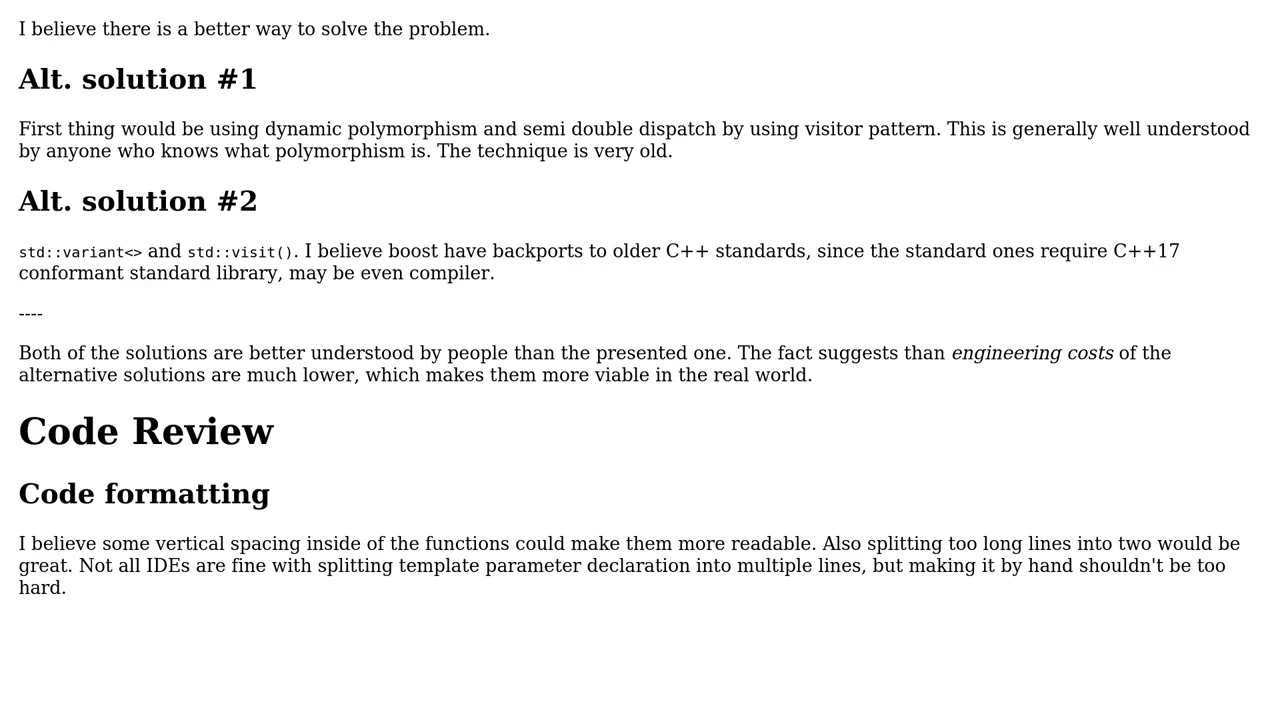 I believe there is a better way to solve the problem.
Alt. solution #1
First thing would be using dynamic polymorphism and semi double dispatch by using visitor pattern. This is generally well understood
by anyone who knows what polymorphism is. The technique is very old.
Alt. solution #2
std::variant<> and std::visit(). I believe boost have backports to older C++ standards, since the standard ones require C++17
conformant standard library, may be even compiler.
----
Both of the solutions are better understood by people than the presented one. The fact suggests than engineering costs of the
alternative solutions are much lower, which makes them more viable in the real world.
Code Review
Code formatting
I believe some vertical spacing inside of the functions could make them more readable. Also splitting too long lines into two would be
great. Not all IDEs are fine with splitting template parameter declaration into multiple lines, but making it by hand shouldn't be too
hard.